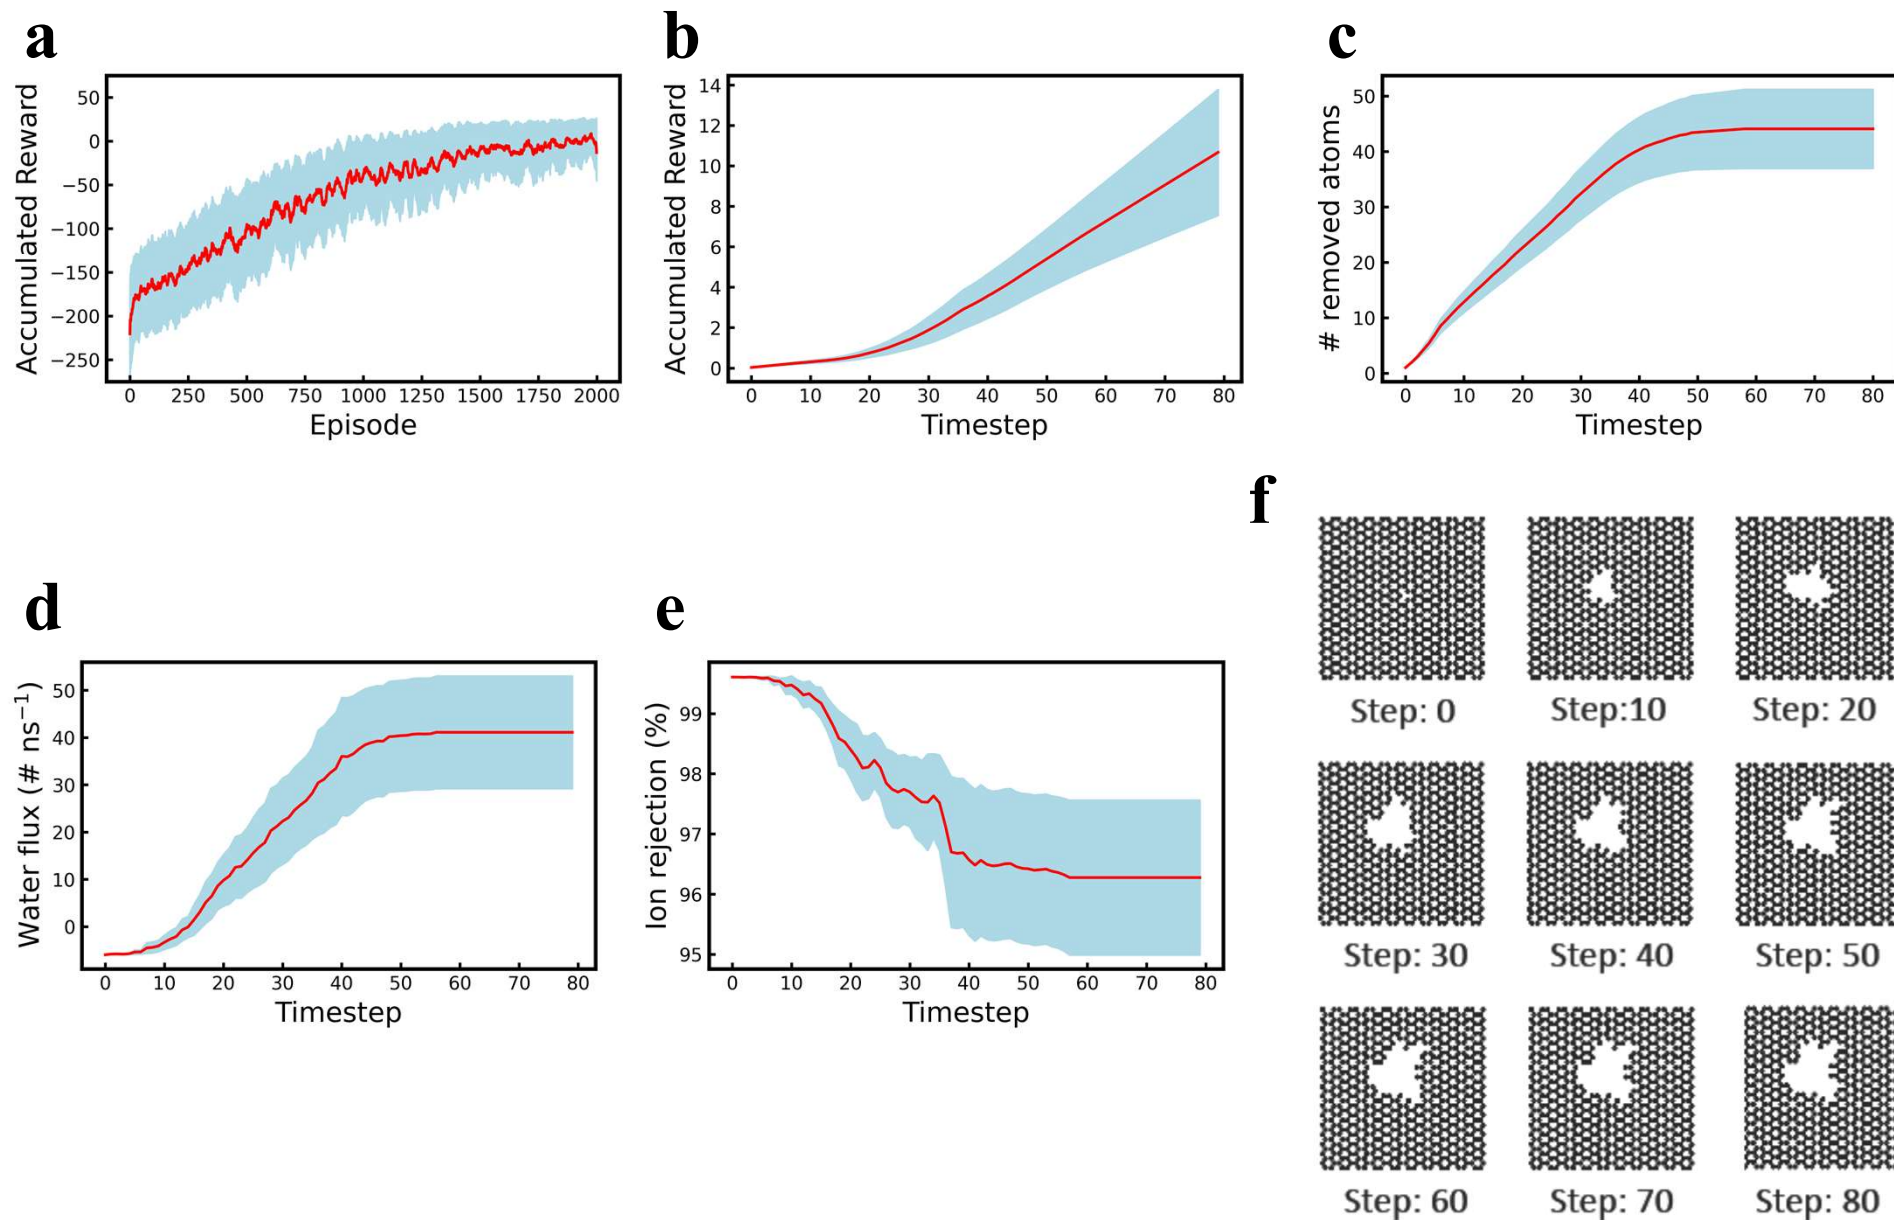 a
Accumulated Reward
50
0
−50
−100
−150
−200
−250
0 250 500 750 1000 1250 1500 1750 2000
Episode
b
Accumulated Reward
14
12
10
8
6
4
2
0
0 10 20 30 40 50 60 70 80
Timestep
c
# removed atoms
50
40
30
20
10
0
0 10 20 30 40 50 60 70 80
Timestep
d
Water flux (# ns⁻¹)
50
40
30
20
10
0
0 10 20 30 40 50 60 70 80
Timestep
e
Ion rejection (%)
99
98
97
96
95
0 10 20 30 40 50 60 70 80
Timestep
f
Step: 0 Step:10 Step: 20
Step: 30 Step: 40 Step: 50
Step: 60 Step: 70 Step: 80